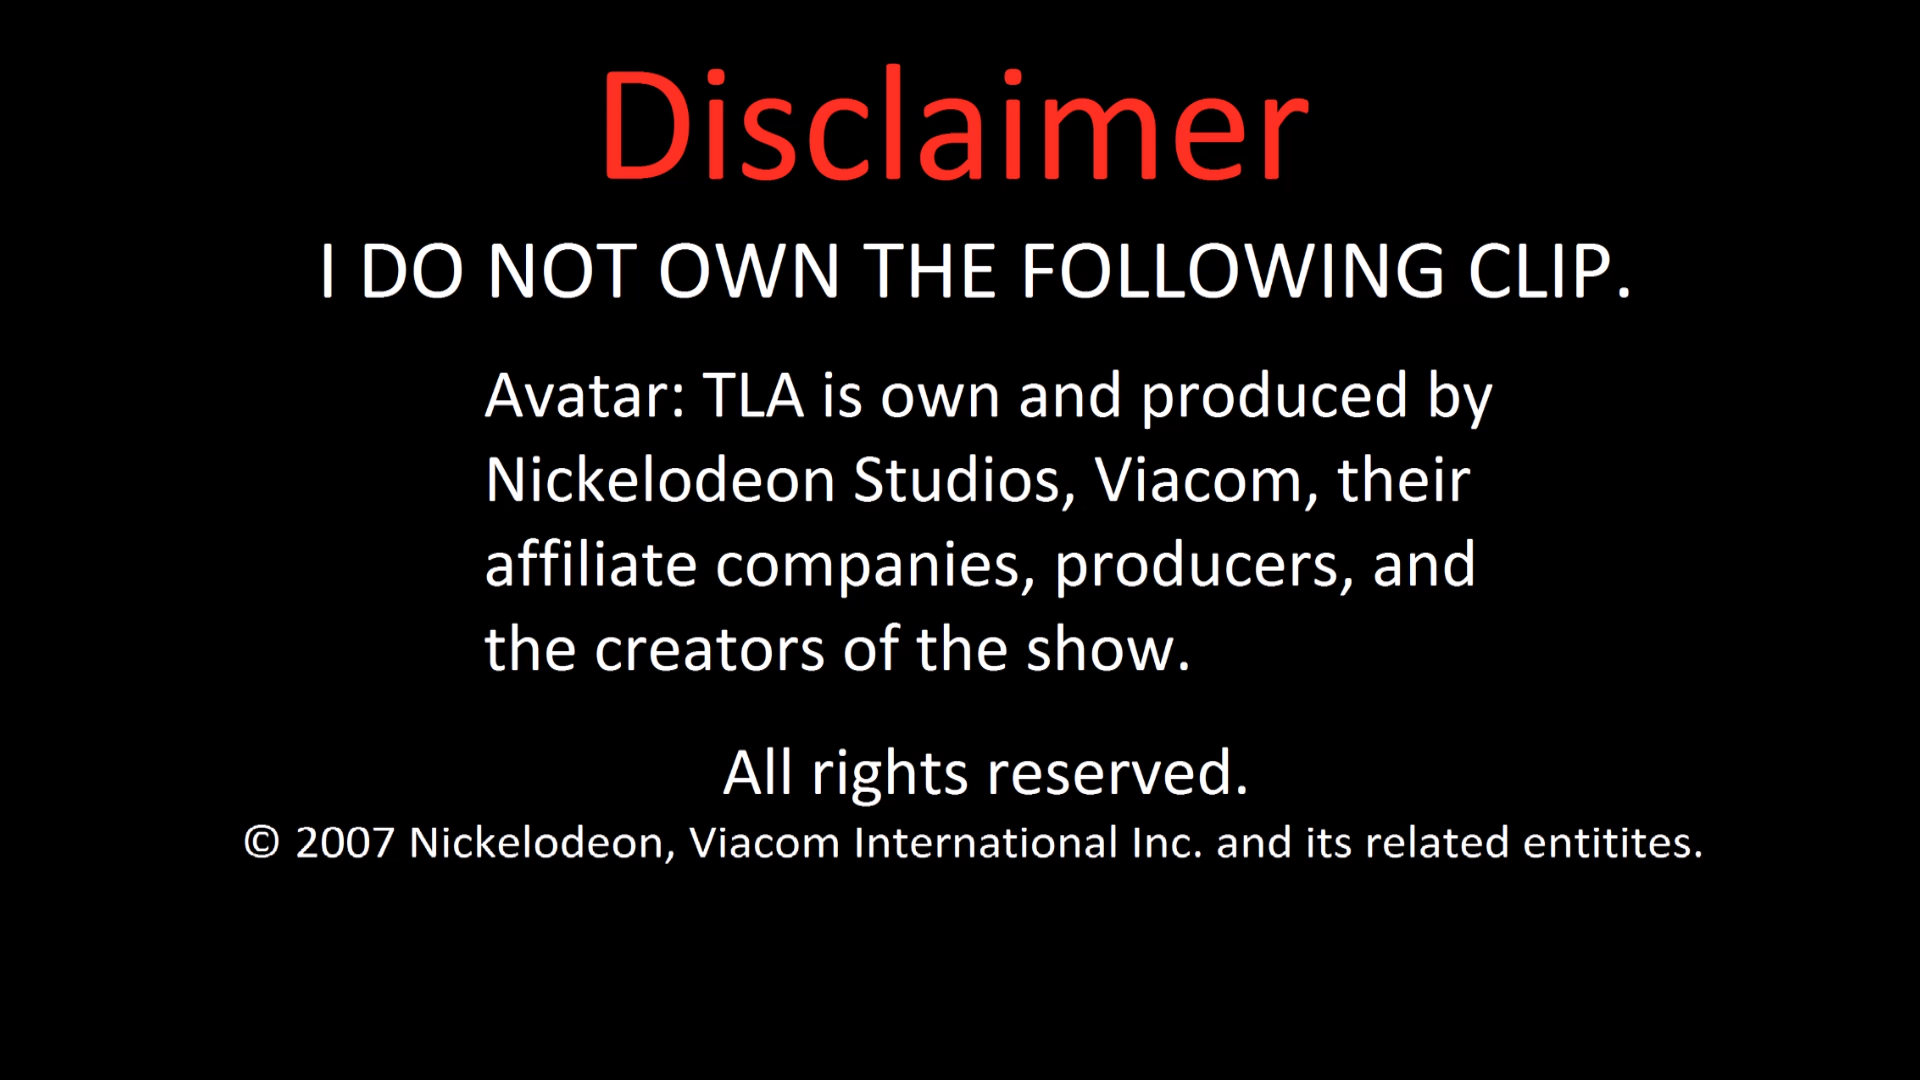 Disclaimer
I DO NOT OWN THE FOLLOWING CLIP.
Avatar: TLA is own and produced by
Nickelodeon Studios, Viacom, their
affiliate companies, producers, and
the creators of the show.
All rights reserved.
© 2007 Nickelodeon, Viacom International Inc. and its related entitites.